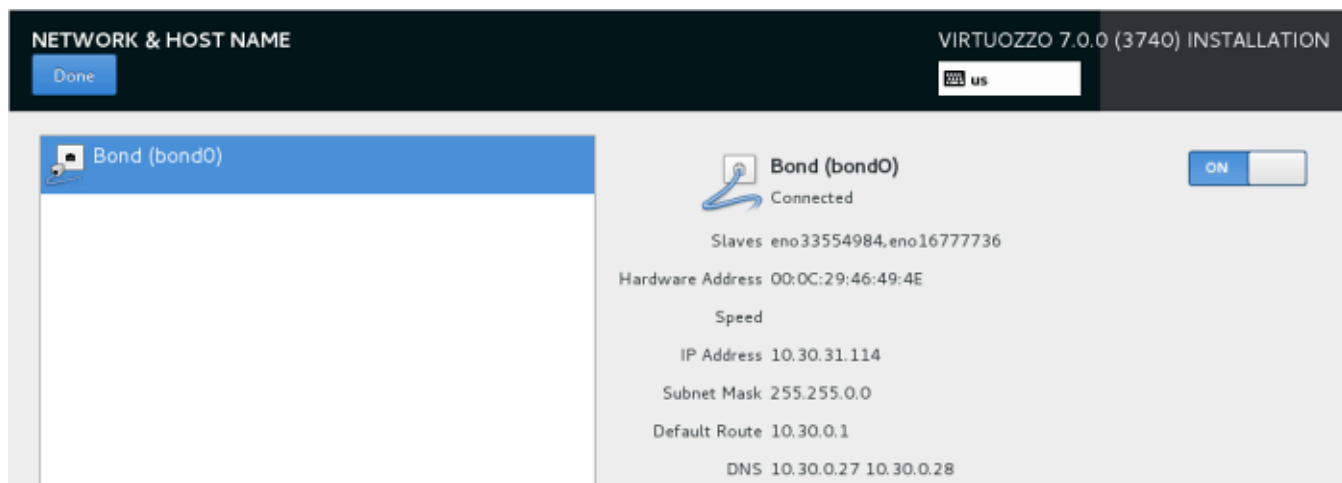 NETWORK & HOST NAME
VIRTUOZZO 7.0.0 (3740) INSTALLATION
Done
us
Bond (bond0)
Bond (bond0)
ON
Connected
Slaves eno33554984,eno16777736
Hardware Address 00:0C:29:46:49:4E
Speed
IP Address 10.30.31.114
Subnet Mask 255.255.0.0
Default Route 10.30.0.1
DNS 10.30.0.27 10.30.0.28